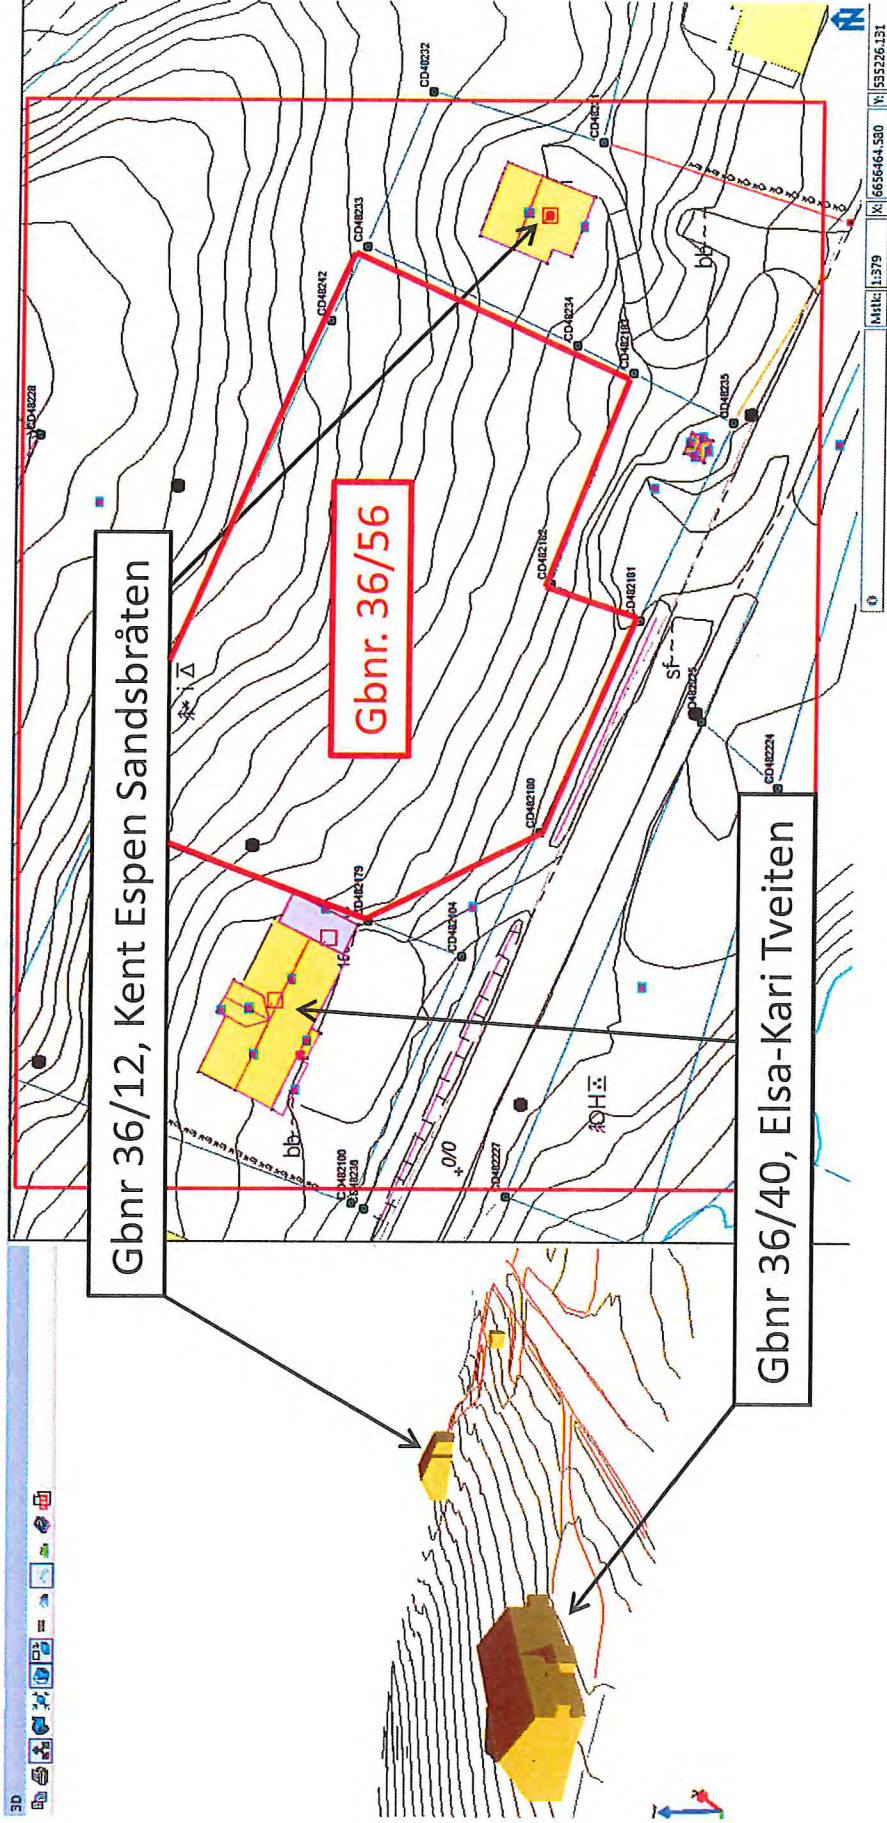 3D
Gbnr 36/12, Kent Espen Sandsbråten
Gbnr. 36/56
Gbnr 36/40, Elsa-Kari Tveiten
CD48228
CD48242
CD48233
CD48232
CD48234
CD48235
CD482182
CD482181
CD482180
CD482179
CD482104
CD482100
CD482224
CD482227
bb
bb
sf
0/0
N
Mstk: 1:379
X: 6656464.580
Y: 535226.131